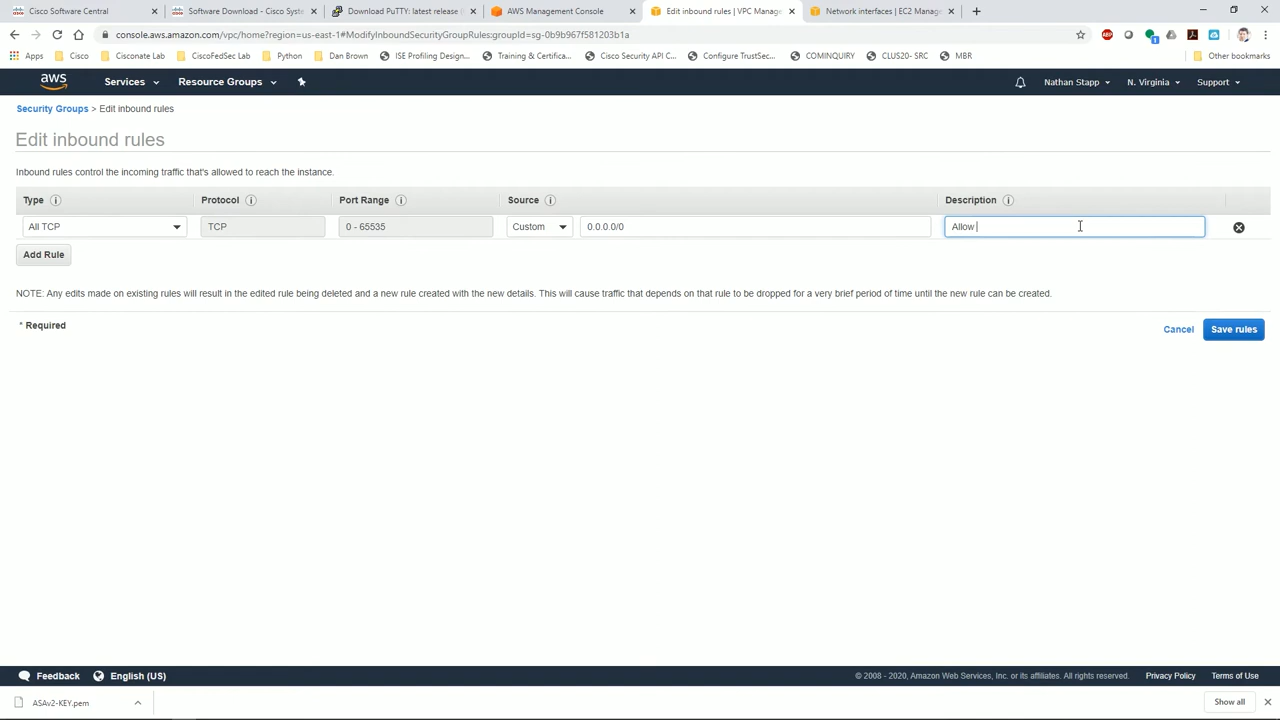 Cisco Software Central
Software Download - Cisco Syste
Download PuTTY: latest release (
AWS Management Console
Edit inbound rules | VPC Manage
Network interfaces | EC2 Manage
console.aws.amazon.com/vpc/home?region=us-east-1#ModifyInboundSecurityGroupRules:groupId=sg-0b9b967f581203b1a
ABP
1
Apps
Cisco
Cisconate Lab
CiscoFedSec Lab
Python
Dan Brown
ISE Profiling Design...
Training & Certifica...
Cisco Security API C...
Configure TrustSec...
COMINQUIRY
CLUS20- SRC
MBR
Other bookmarks
aws
Services
Resource Groups
Nathan Stapp
N. Virginia
Support
Security Groups > Edit inbound rules
Edit inbound rules
Inbound rules control the incoming traffic that's allowed to reach the instance.
Type
Protocol
Port Range
Source
Description
All TCP
TCP
0 - 65535
Custom
0.0.0.0/0
Allow
Add Rule
NOTE: Any edits made on existing rules will result in the edited rule being deleted and a new rule created with the new details. This will cause traffic that depends on that rule to be dropped for a very brief period of time until the new rule can be created.
* Required
Cancel
Save rules
Feedback
English (US)
© 2008 - 2020, Amazon Web Services, Inc. or its affiliates. All rights reserved.
Privacy Policy
Terms of Use
ASAv2-KEY.pem
Show all